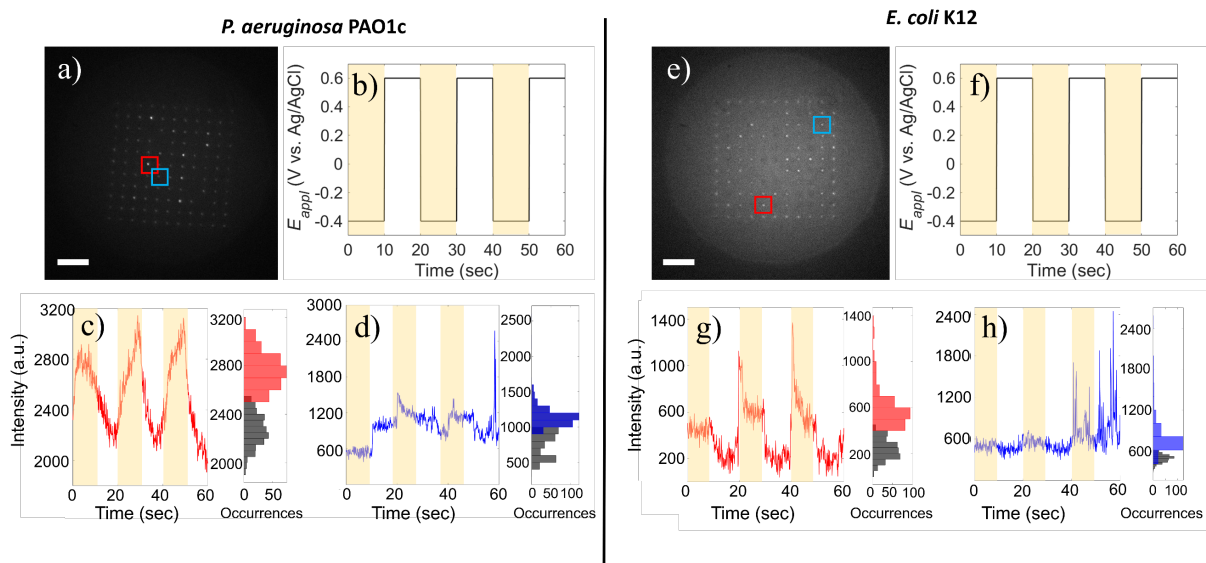 P. aeruginosa PAO1c
E. coli K12
a)
b)
0.6
0.4
0.2
0
-0.2
-0.4
E_appl (V vs. Ag/AgCl)
0 10 20 30 40 50 60
Time (sec)
e)
f)
0.6
0.4
0.2
0
-0.2
-0.4
E_appl (V vs. Ag/AgCl)
0 10 20 30 40 50 60
Time (sec)
c)
3200
2800
2400
2000
Intensity (a.u.)
0 20 40 60
Time (sec)
3200
2800
2400
2000
0 50
Occurrences
d)
3000
2400
1800
1200
600
0 20 40 60
Time (sec)
2500
2000
1500
1000
500
0 50 100
Occurrences
g)
1400
1000
600
200
Intensity (a.u.)
0 20 40 60
Time (sec)
1400
1000
600
200
0 50 100
Occurrences
h)
2400
1800
1200
600
0 20 40 60
Time (sec)
2400
1800
1200
600
0 50 100
Occurrences